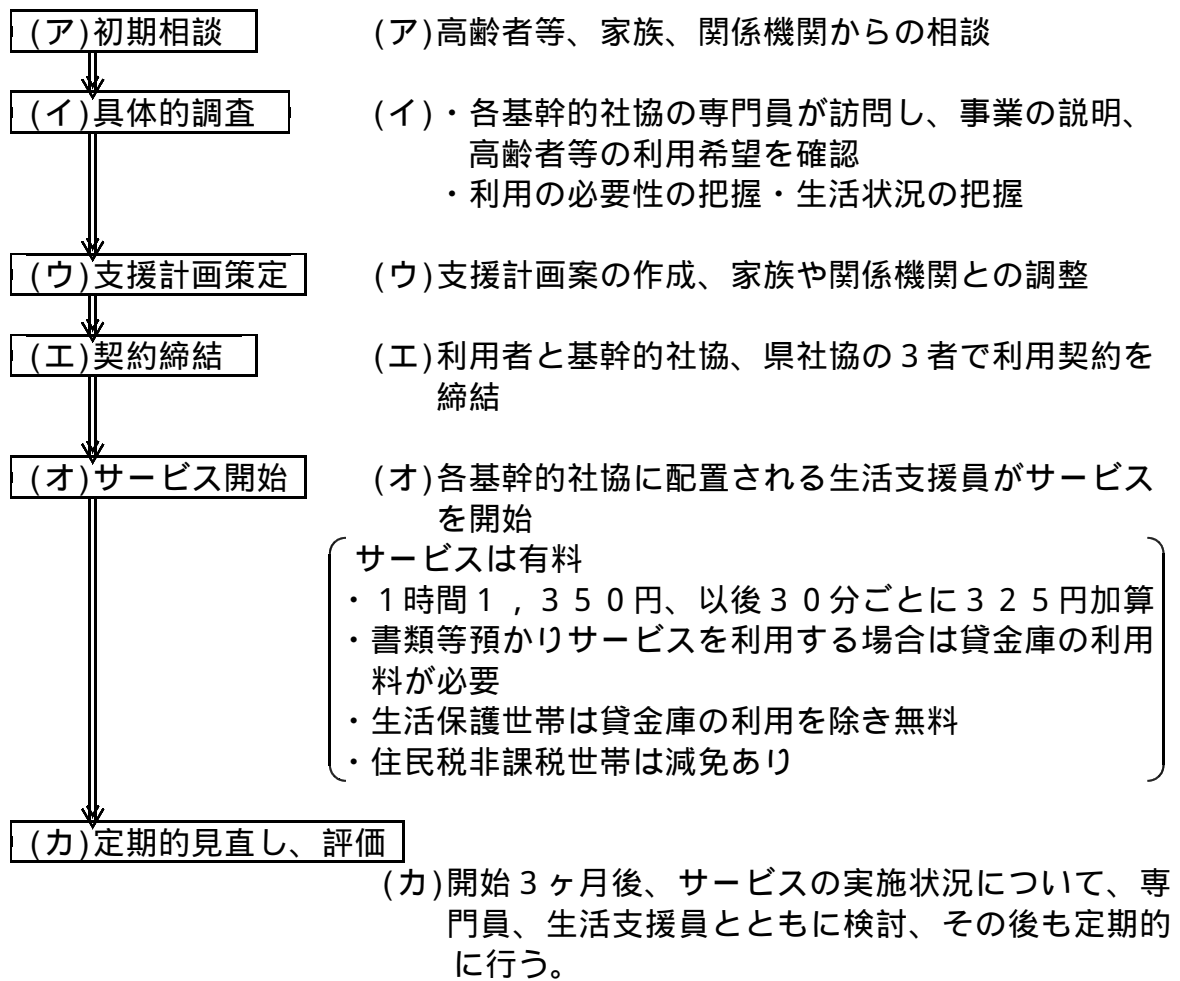 (ア)初期相談
(ア)高齢者等、家族、関係機関からの相談
(イ)具体的調査
(イ)・各基幹的社協の専門員が訪問し、事業の説明、
高齢者等の利用希望を確認
・利用の必要性の把握・生活状況の把握
(ウ)支援計画策定
(ウ)支援計画案の作成、家族や関係機関との調整
(エ)契約締結
(エ)利用者と基幹的社協、県社協の3者で利用契約を
締結
(オ)サービス開始
(オ)各基幹的社協に配置される生活支援員がサービス
を開始
サービスは有料
・1時間1,350円、以後30分ごとに325円加算
・書類等預かりサービスを利用する場合は貸金庫の利用
料が必要
・生活保護世帯は貸金庫の利用を除き無料
・住民税非課税世帯は減免あり
(カ)定期的見直し、評価
(カ)開始3ヶ月後、サービスの実施状況について、専
門員、生活支援員とともに検討、その後も定期的
に行う。